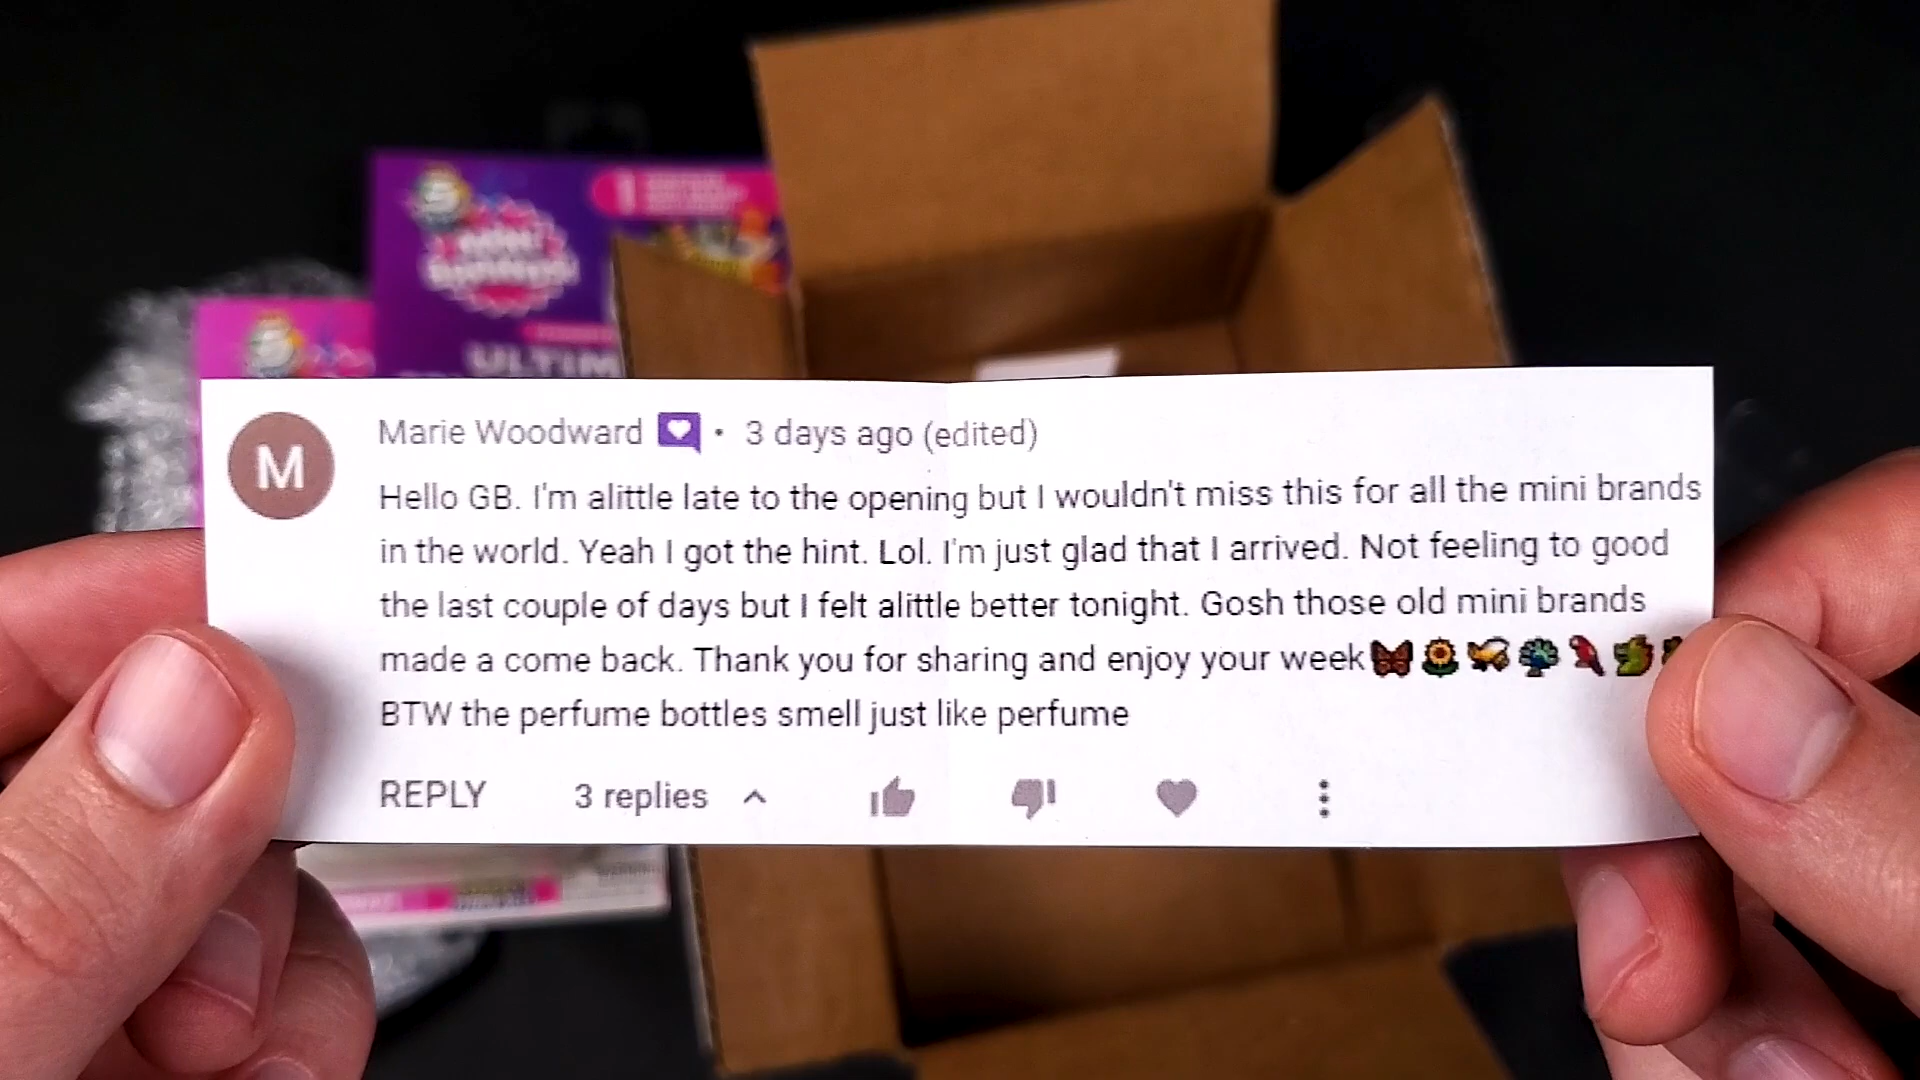 mini
brands!
ULTIM
M
Marie Woodward • 3 days ago (edited)
Hello GB. I'm alittle late to the opening but I wouldn't miss this for all the mini brands
in the world. Yeah I got the hint. Lol. I'm just glad that I arrived. Not feeling to good
the last couple of days but I felt alittle better tonight. Gosh those old mini brands
made a come back. Thank you for sharing and enjoy your week
BTW the perfume bottles smell just like perfume
REPLY 3 replies